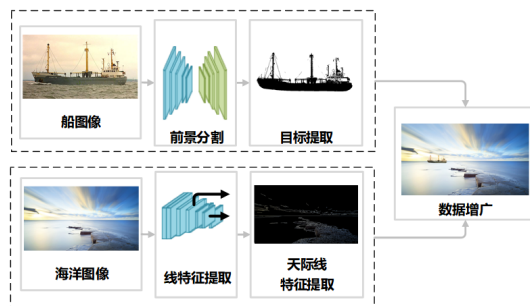 船图像
前景分割
目标提取
数据增广
海洋图像
线特征提取
天际线
特征提取